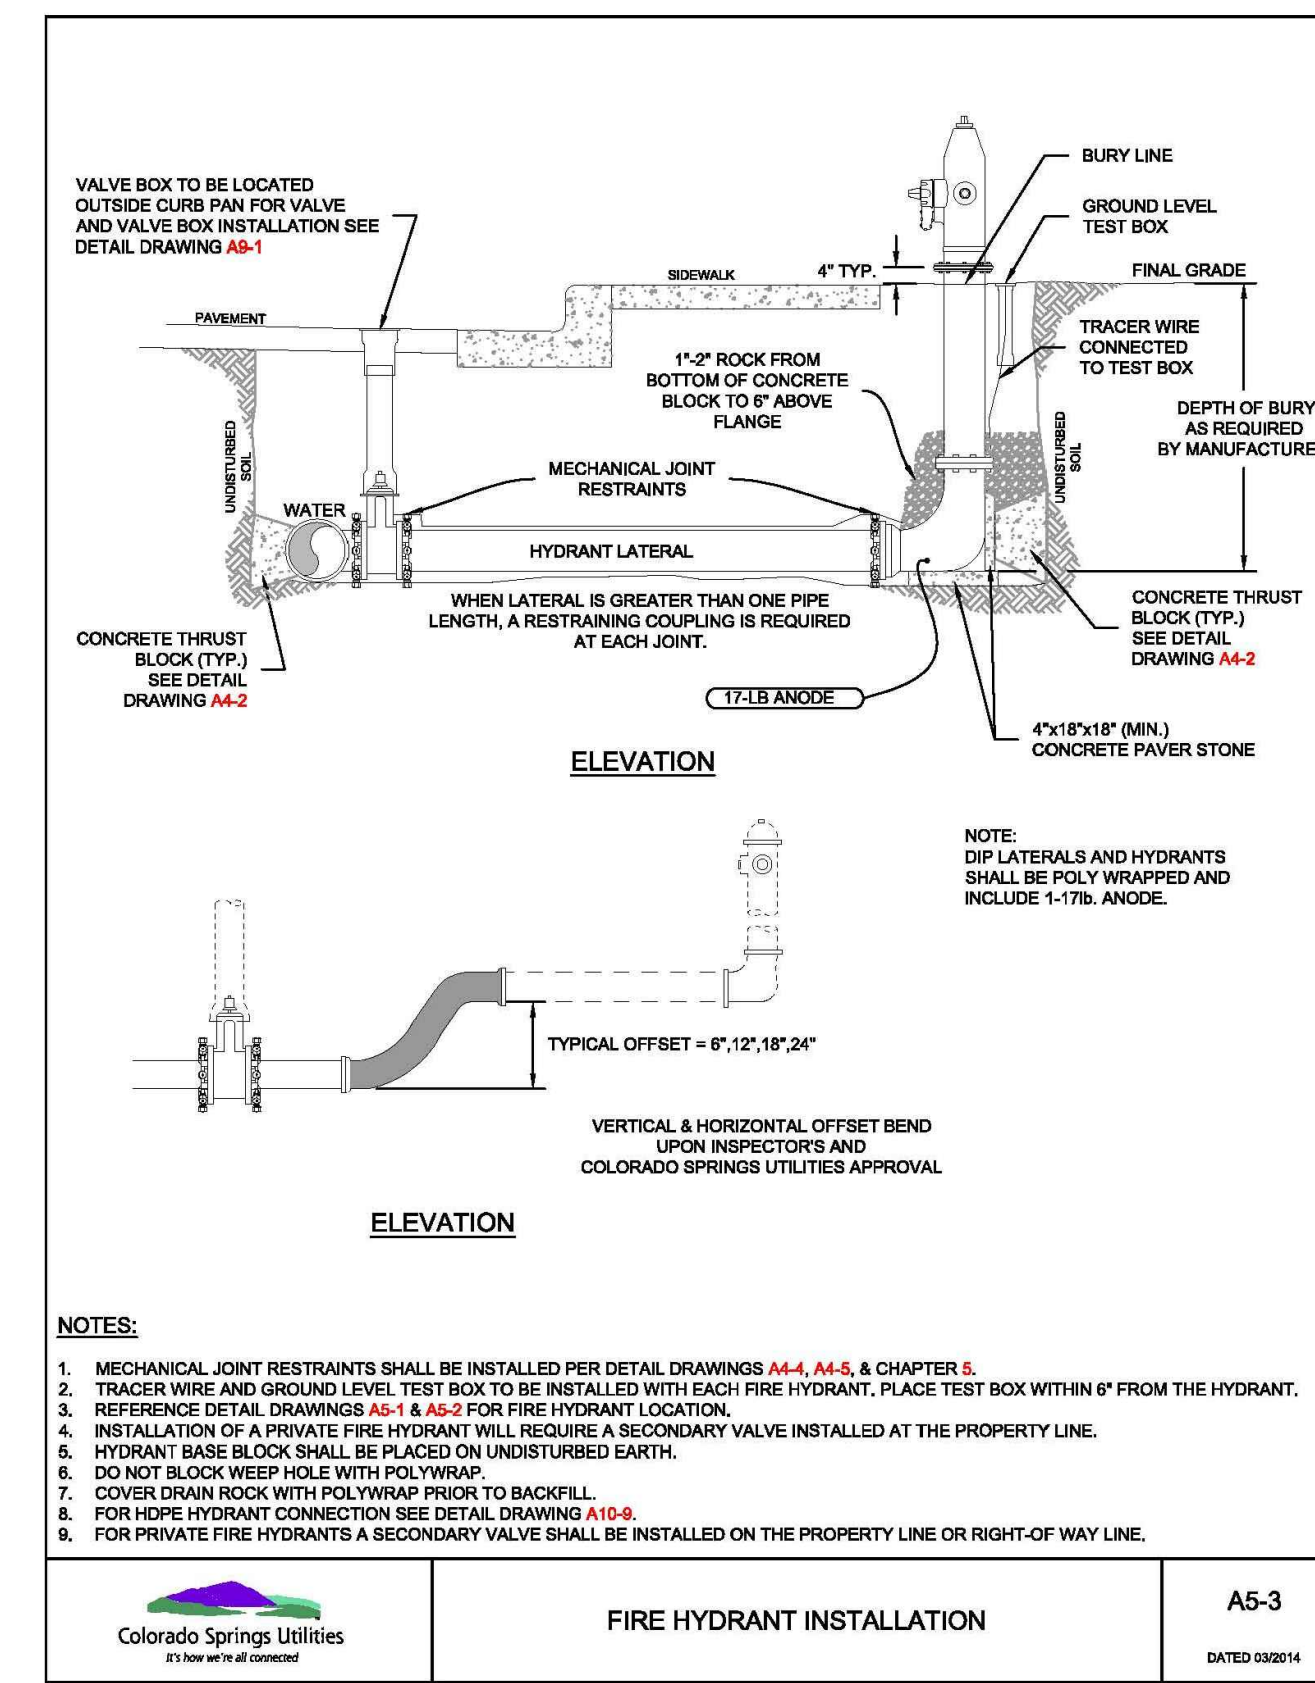 BURY LINE
VALVE BOX TO BE LOCATED
OUTSIDE CURB PAN FOR VALVE
AND VALVE BOX INSTALLATION SEE
DETAIL DRAWING A9-1
GROUND LEVEL
TEST BOX
SIDEWALK
4" TYP.
FINAL GRADE
PAVEMENT
TRACER WIRE
CONNECTED
TO TEST BOX
1"-2" ROCK FROM
BOTTOM OF CONCRETE
BLOCK TO 6" ABOVE
FLANGE
DEPTH OF BURY
AS REQUIRED
BY MANUFACTURE
UNDISTURBED
SOIL
UNDISTURBED
SOIL
MECHANICAL JOINT
RESTRAINTS
WATER
HYDRANT LATERAL
WHEN LATERAL IS GREATER THAN ONE PIPE
LENGTH, A RESTRAINING COUPLING IS REQUIRED
AT EACH JOINT.
CONCRETE THRUST
BLOCK (TYP.)
SEE DETAIL
DRAWING A4-2
CONCRETE THRUST
BLOCK (TYP.)
SEE DETAIL
DRAWING A4-2
17-LB ANODE
4"x18"x18" (MIN.)
CONCRETE PAVER STONE
ELEVATION
NOTE:
DIP LATERALS AND HYDRANTS
SHALL BE POLY WRAPPED AND
INCLUDE 1-17lb. ANODE.
TYPICAL OFFSET = 6",12",18",24"
VERTICAL & HORIZONTAL OFFSET BEND
UPON INSPECTOR'S AND
COLORADO SPRINGS UTILITIES APPROVAL
ELEVATION
NOTES:
1. MECHANICAL JOINT RESTRAINTS SHALL BE INSTALLED PER DETAIL DRAWINGS A4-4, A4-5, & CHAPTER 5.
2. TRACER WIRE AND GROUND LEVEL TEST BOX TO BE INSTALLED WITH EACH FIRE HYDRANT. PLACE TEST BOX WITHIN 6" FROM THE HYDRANT.
3. REFERENCE DETAIL DRAWINGS A5-1 & A5-2 FOR FIRE HYDRANT LOCATION.
4. INSTALLATION OF A PRIVATE FIRE HYDRANT WILL REQUIRE A SECONDARY VALVE INSTALLED AT THE PROPERTY LINE.
5. HYDRANT BASE BLOCK SHALL BE PLACED ON UNDISTURBED EARTH.
6. DO NOT BLOCK WEEP HOLE WITH POLYWRAP.
7. COVER DRAIN ROCK WITH POLYWRAP PRIOR TO BACKFILL.
8. FOR HDPE HYDRANT CONNECTION SEE DETAIL DRAWING A10-9.
9. FOR PRIVATE FIRE HYDRANTS A SECONDARY VALVE SHALL BE INSTALLED ON THE PROPERTY LINE OR RIGHT-OF WAY LINE.
Colorado Springs Utilities
It's how we're all connected
FIRE HYDRANT INSTALLATION
A5-3
DATED 03/2014